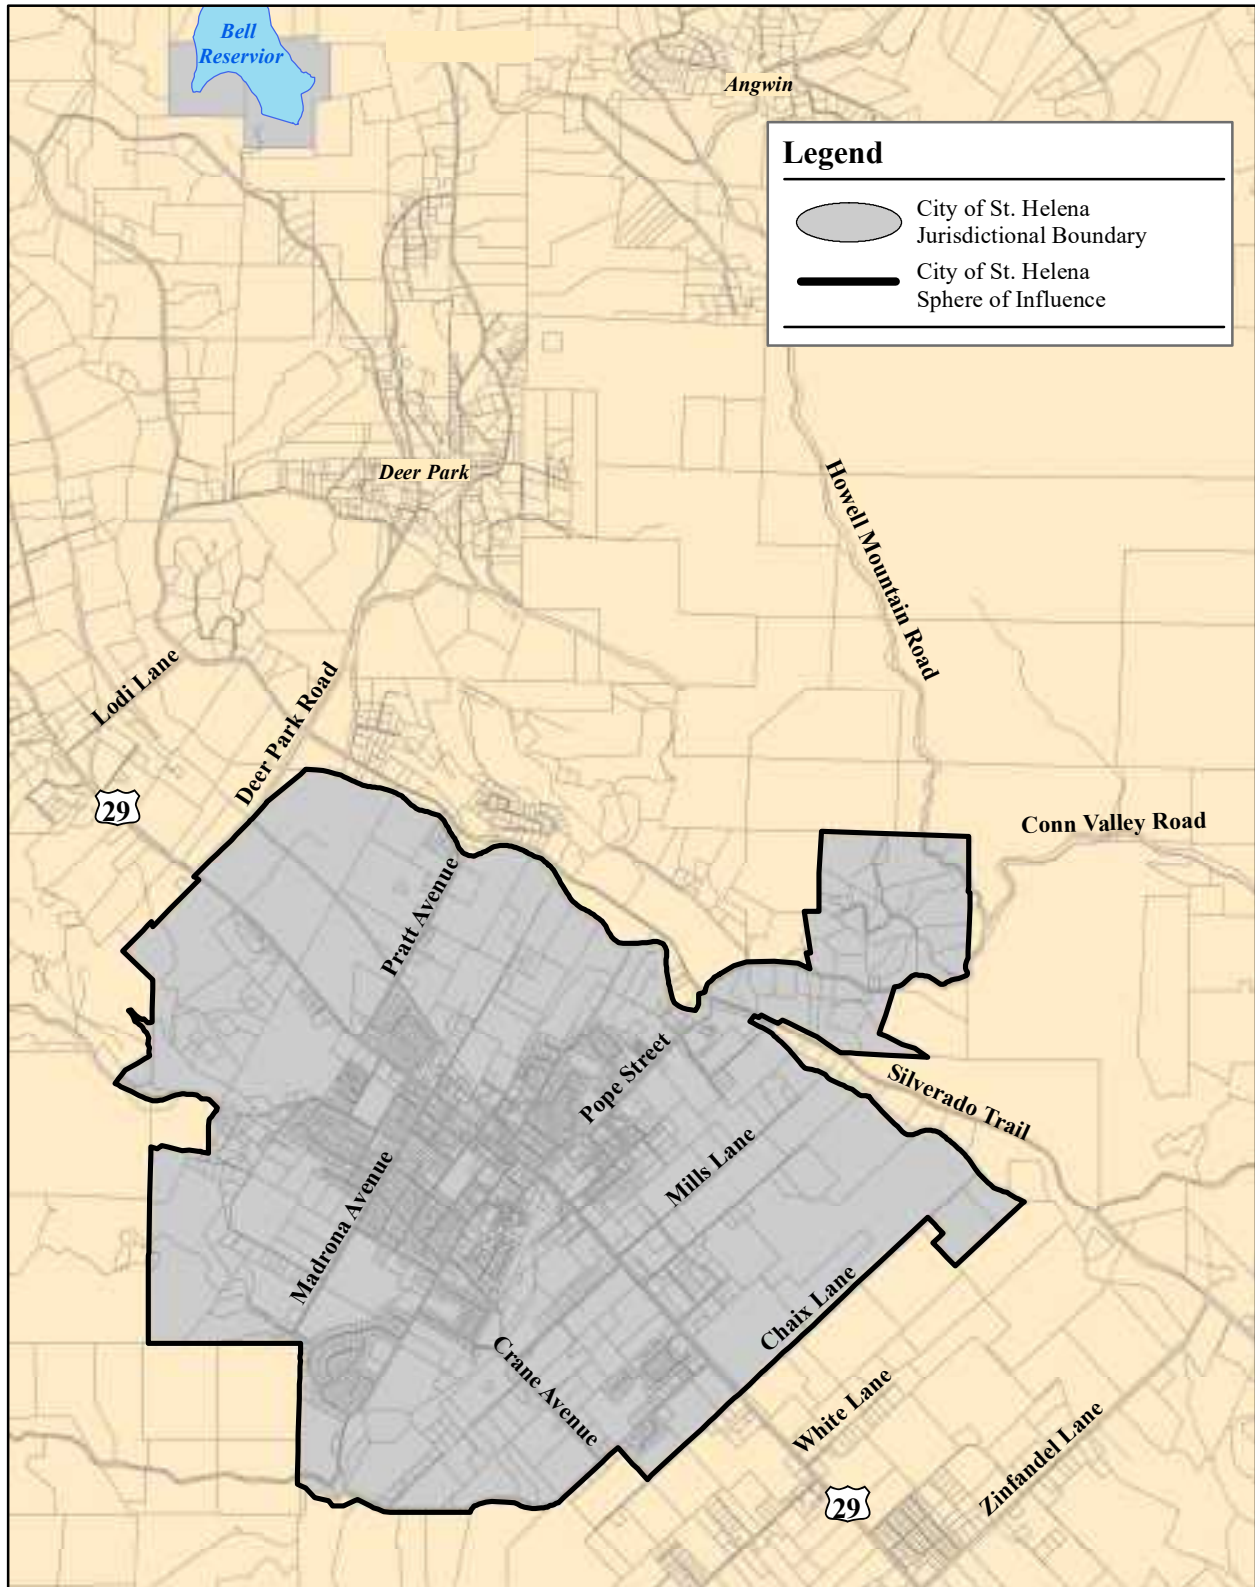 Bell
Reservior
Angwin
Legend
City of St. Helena
Jurisdictional Boundary
City of St. Helena
Sphere of Influence
Deer Park
Howell Mountain Road
Lodi Lane
Deer Park Road
29
Conn Valley Road
Pratt Avenue
Pope Street
Silverado Trail
Mills Lane
Madrona Avenue
Chaix Lane
Crane Avenue
White Lane
Zinfandel Lane
29